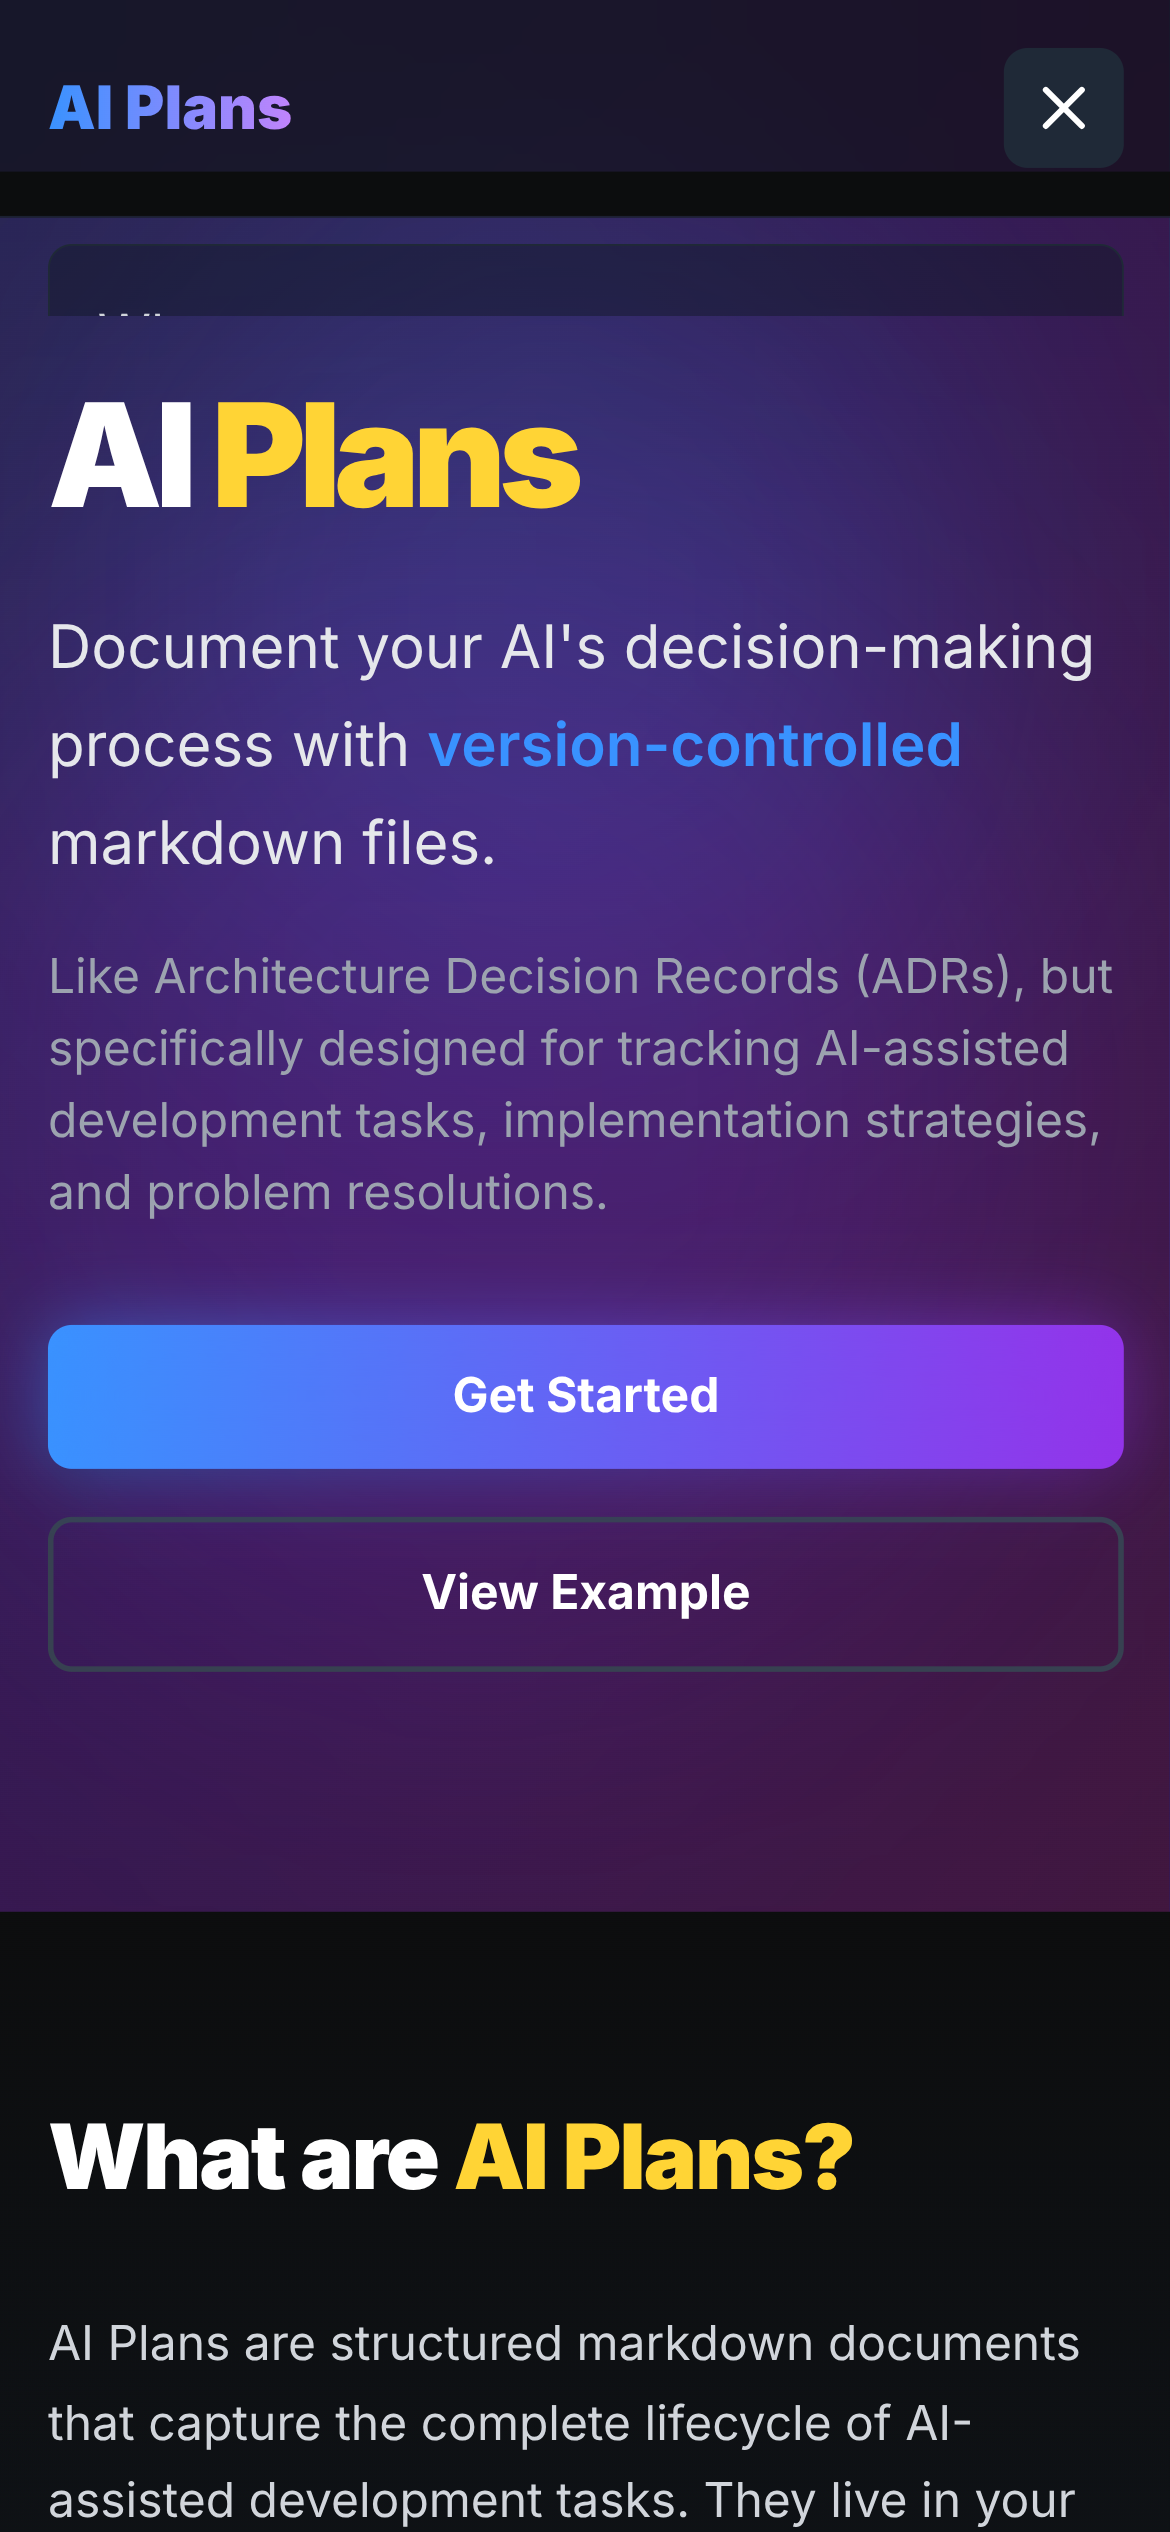 AI Plans
AI Plans
Document your AI's decision-making
process with version-controlled
markdown files.
Like Architecture Decision Records (ADRs), but
specifically designed for tracking AI-assisted
development tasks, implementation strategies,
and problem resolutions.
Get Started
View Example
What are AI Plans?
AI Plans are structured markdown documents
that capture the complete lifecycle of AI-
assisted development tasks. They live in your